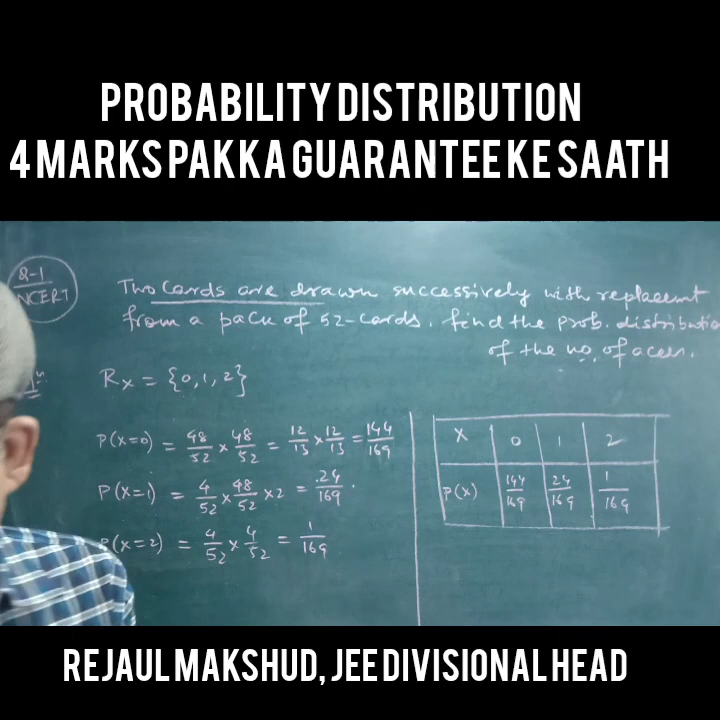 PROBABILITY DISTRIBUTION
4 MARKS PAKKA GUARANTEE KE SAATH
Q-1
NCERT
Two cards are drawn successively with replacemnt
from a pack of 52-cards. find the prob. distributio
of the no. of aces.
Rx = {0,1,2}
P(X=0) = 48/52 × 48/52 = 12/13 × 12/13 = 144/169
P(X=1) = 4/52 × 48/52 × 2 = 24/169
P(X=2) = 4/52 × 4/52 = 1/169
X 0 1 2
P(X) 144/169 24/169 1/169
REJAUL MAKSHUD, JEE DIVISIONAL HEAD